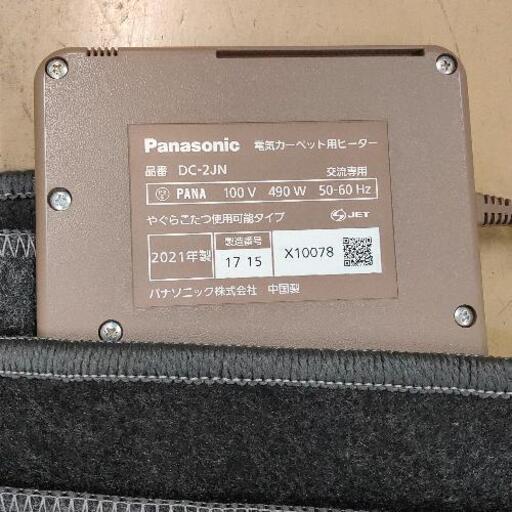 Panasonic 電気カーペット用ヒーター
品番 DC-2JN 交流専用
PANA 100 V 490 W 50-60 Hz
やぐらこたつ使用可能タイプ
JET
2021年製 製造番号 17 15 X10078
パナソニック株式会社 中国製